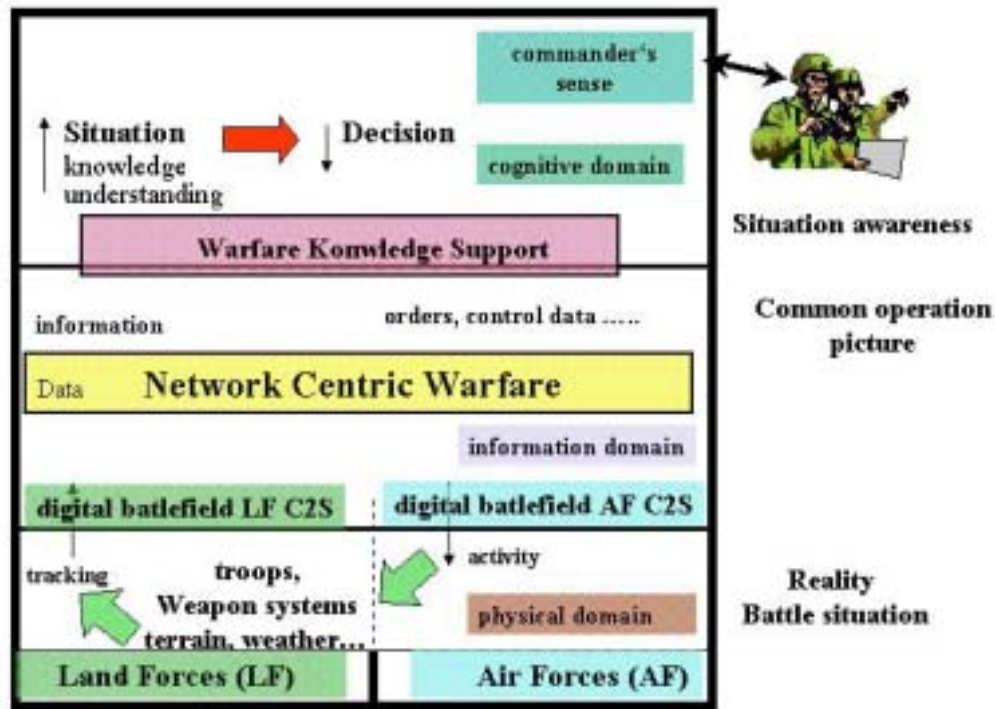 commander's
sense
Situation
Decision
knowledge
understanding
cognitive domain
Situation awareness
Warfare Konwledge Support
information
orders, control data .....
Common operation
picture
Data
Network Centric Warfare
information domain
digital batlefield LF C2S
digital batlefield AF C2S
tracking
troops,
Weapon systems
terrain, weather...
activity
physical domain
Reality
Battle situation
Land Forces (LF)
Air Forces (AF)